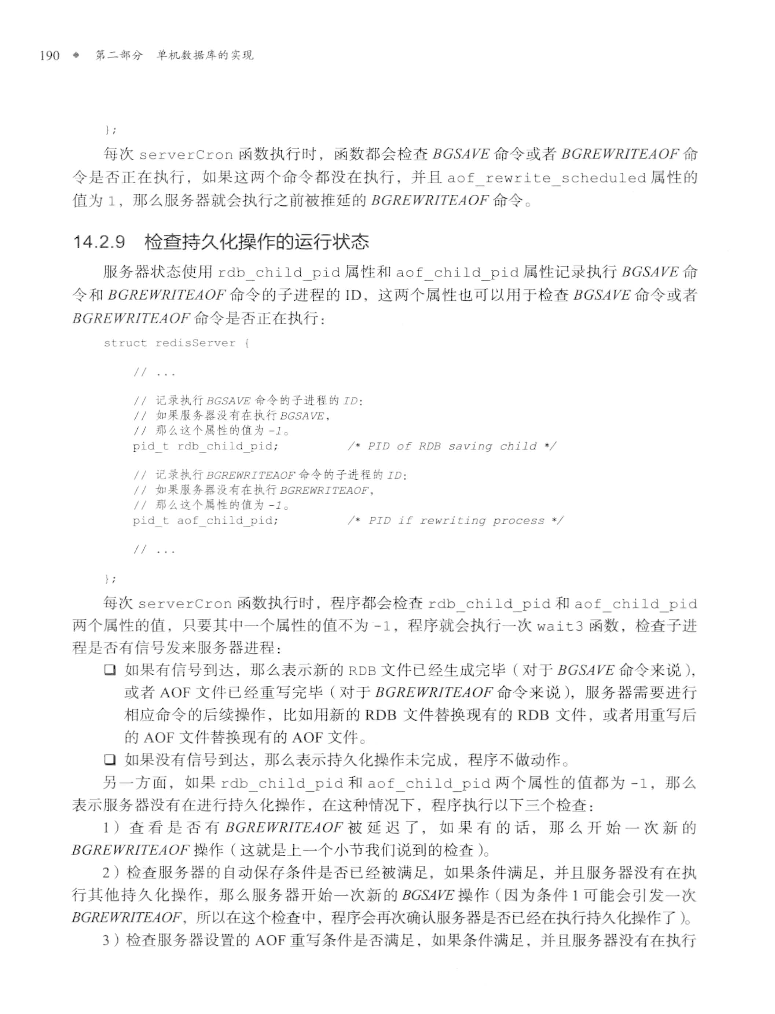 190 ◆ 第二部分 单机数据库的实现
};
每次 serverCron 函数执行时，函数都会检查 BGSAVE 命令或者 BGREWRITEAOF 命
令是否正在执行，如果这两个命令都没在执行，并且 aof_rewrite_scheduled 属性的
值为 1，那么服务器就会执行之前被推延的 BGREWRITEAOF 命令。
14.2.9 检查持久化操作的运行状态
服务器状态使用 rdb_child_pid 属性和 aof_child_pid 属性记录执行 BGSAVE 命
令和 BGREWRITEAOF 命令的子进程的 ID，这两个属性也可以用于检查 BGSAVE 命令或者
BGREWRITEAOF 命令是否正在执行：
struct redisServer {
// ...
// 记录执行 BGSAVE 命令的子进程的 ID：
// 如果服务器没有在执行 BGSAVE，
// 那么这个属性的值为 -1。
pid_t rdb_child_pid; /* PID of RDB saving child */
// 记录执行 BGREWRITEAOF 命令的子进程的 ID：
// 如果服务器没有在执行 BGREWRITEAOF，
// 那么这个属性的值为 -1。
pid_t aof_child_pid; /* PID if rewriting process */
// ...
};
每次 serverCron 函数执行时，程序都会检查 rdb_child_pid 和 aof_child_pid
两个属性的值，只要其中一个属性的值不为 -1，程序就会执行一次 wait3 函数，检查子进
程是否有信号发来服务器进程：
❑ 如果有信号到达，那么表示新的 RDB 文件已经生成完毕（对于 BGSAVE 命令来说），
或者 AOF 文件已经重写完毕（对于 BGREWRITEAOF 命令来说），服务器需要进行
相应命令的后续操作，比如用新的 RDB 文件替换现有的 RDB 文件，或者用重写后
的 AOF 文件替换现有的 AOF 文件。
❑ 如果没有信号到达，那么表示持久化操作未完成，程序不做动作。
另一方面，如果 rdb_child_pid 和 aof_child_pid 两个属性的值都为 -1，那么
表示服务器没有在进行持久化操作，在这种情况下，程序执行以下三个检查：
1）查看是否有 BGREWRITEAOF 被延迟了，如果有的话，那么开始一次新的
BGREWRITEAOF 操作（这就是上一个小节我们说到的检查）。
2）检查服务器的自动保存条件是否已经被满足，如果条件满足，并且服务器没有在执
行其他持久化操作，那么服务器开始一次新的 BGSAVE 操作（因为条件 1 可能会引发一次
BGREWRITEAOF，所以在这个检查中，程序会再次确认服务器是否已经在执行持久化操作了）。
3）检查服务器设置的 AOF 重写条件是否满足，如果条件满足，并且服务器没有在执行